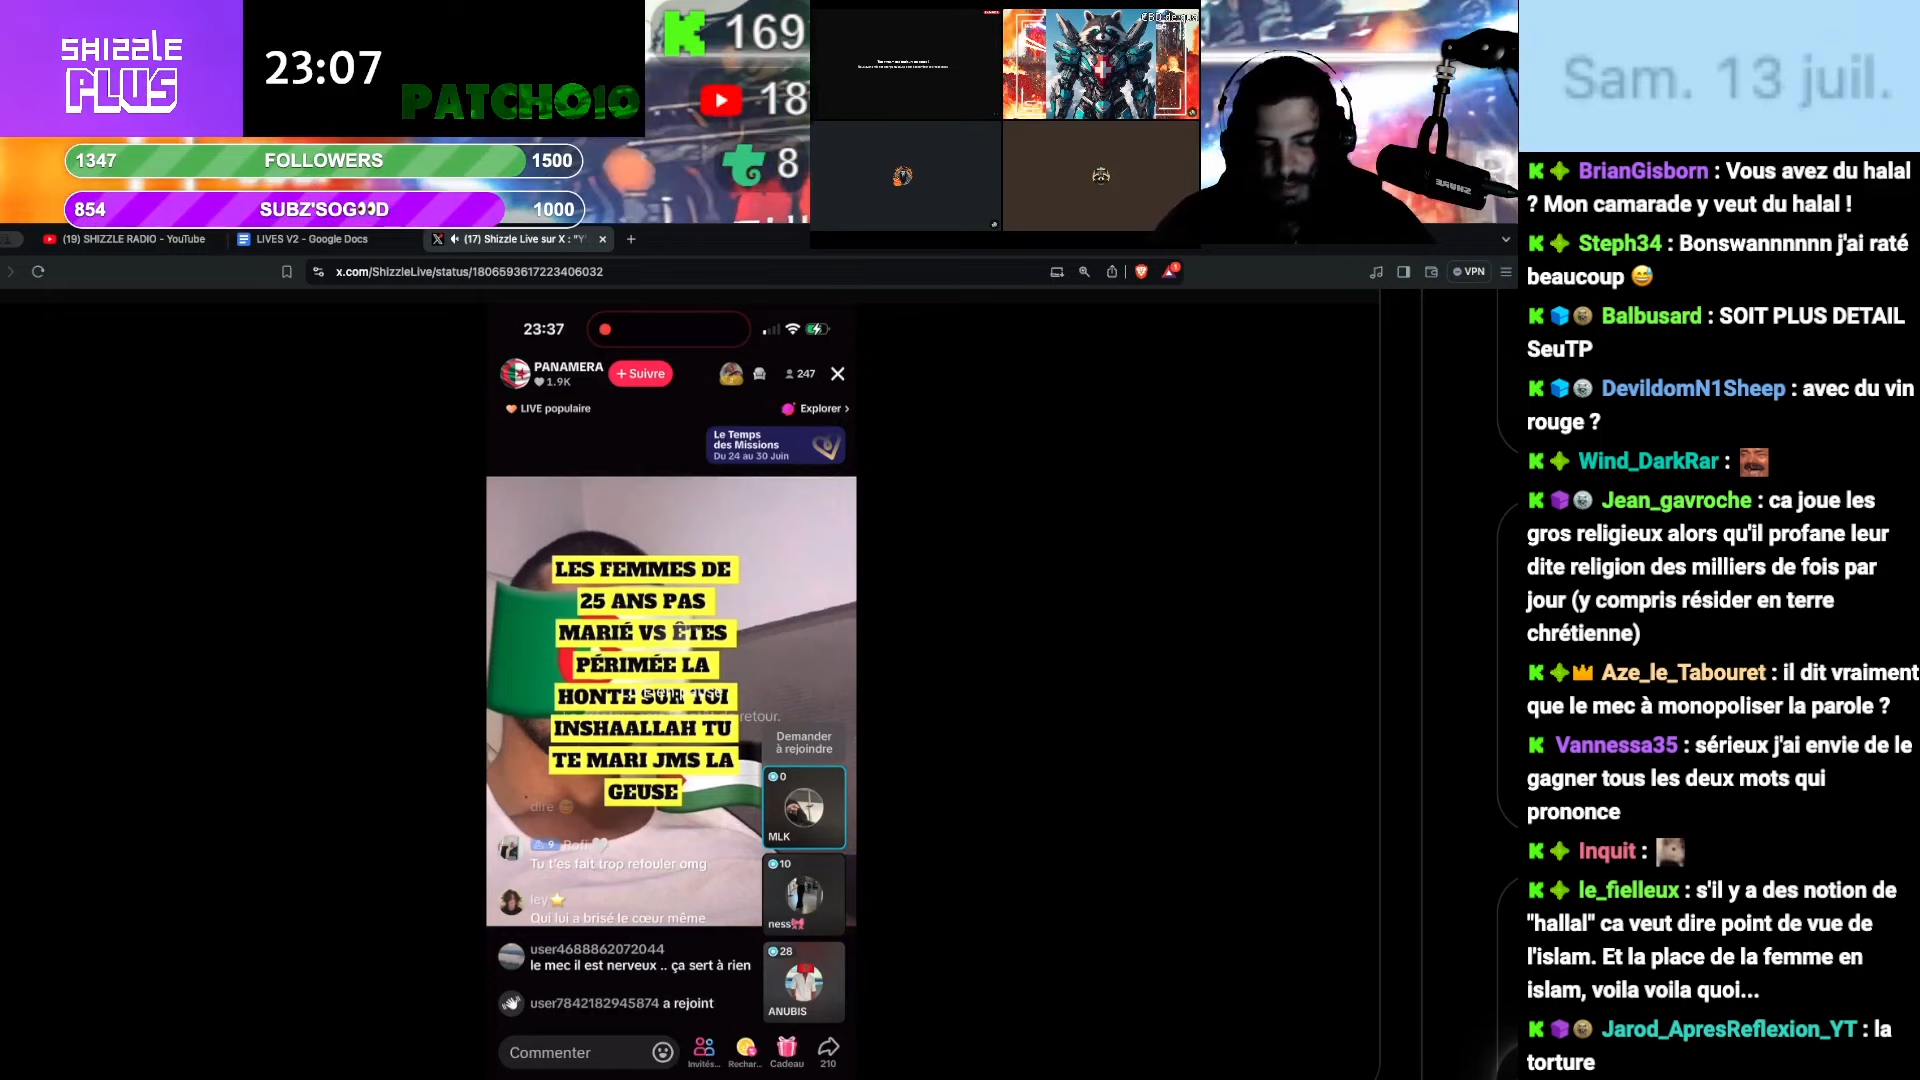 SHIZZLE
PLUS
23:07
PATCHO10
169
18
8
1347 FOLLOWERS 1500
854 SUBZ'SOG👀D 1000
CBD de qua
Sam. 13 juil.
(19) SHIZZLE RADIO - YouTube
LIVES V2 - Google Docs
(17) Shizzle Live sur X : "Y
x.com/ShizzleLive/status/1806593617223406032
VPN
23:37
PANAMERA
1.9K
+ Suivre
247
LIVE populaire
Explorer >
Le Temps
des Missions
Du 24 au 30 Juin
LES FEMMES DE
25 ANS PAS
MARIÉ VS ÊTES
PÉRIMÉE LA
HONTE SUR TOI
INSHAALLAH TU
TE MARI JMS LA
GEUSE
retour.
Demander
à rejoindre
0
MLK
10
ness🎀
28
ANUBIS
dire
9 Rofi🤍
Tu t'es fait trop refouler omg
ley⭐
Qui lui a brisé le cœur même
user4688862072044
le mec il est nerveux .. ça sert à rien
user7842182945874 a rejoint
Commenter
Invités...
Rechar...
Cadeau
210
BrianGisborn : Vous avez du halal
? Mon camarade y veut du halal !
Steph34 : Bonswannnnnn j'ai raté
beaucoup 😅
Balbusard : SOIT PLUS DETAIL
SeuTP
DevildomN1Sheep : avec du vin
rouge ?
Wind_DarkRar :
Jean_gavroche : ca joue les
gros religieux alors qu'il profane leur
dite religion des milliers de fois par
jour (y compris résider en terre
chrétienne)
Aze_le_Tabouret : il dit vraiment
que le mec à monopoliser la parole ?
Vannessa35 : sérieux j'ai envie de le
gagner tous les deux mots qui
prononce
Inquit :
le_fielleux : s'il y a des notion de
"hallal" ca veut dire point de vue de
l'islam. Et la place de la femme en
islam, voila voila quoi...
Jarod_ApresReflexion_YT : la
torture